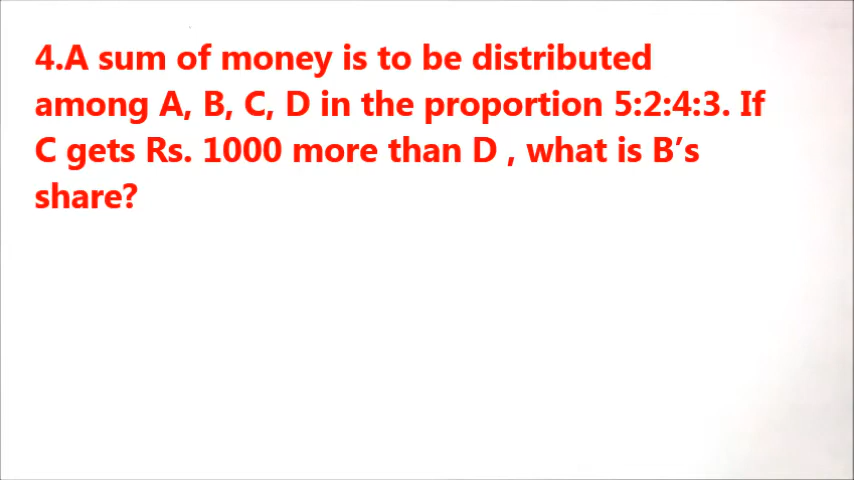 4.A sum of money is to be distributed
among A, B, C, D in the proportion 5:2:4:3. If
C gets Rs. 1000 more than D , what is B’s
share?